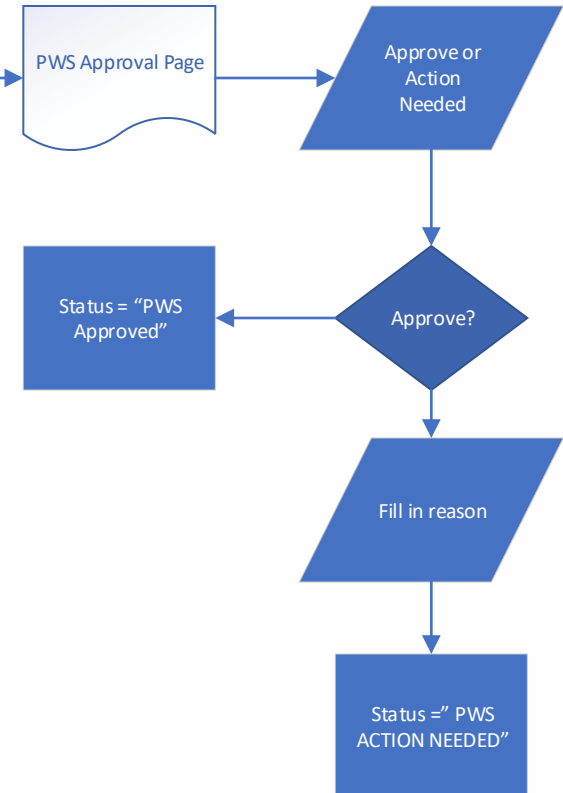 PWS Approval Page
Approve or
Action
Needed
Status = “PWS
Approved”
Approve?
Fill in reason
Status =” PWS
ACTION NEEDED”